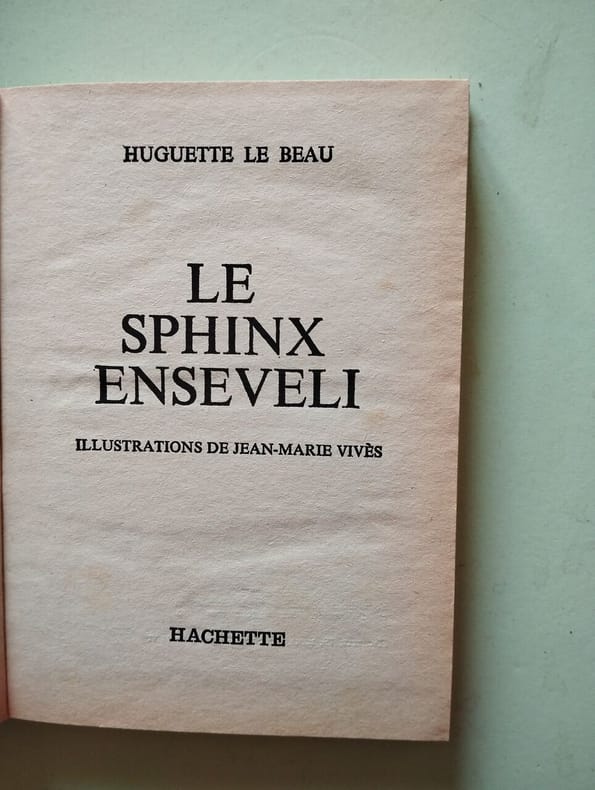 HUGUETTE LE BEAU
LE
SPHINX
ENSEVELI
ILLUSTRATIONS DE JEAN-MARIE VIVÈS
HACHETTE